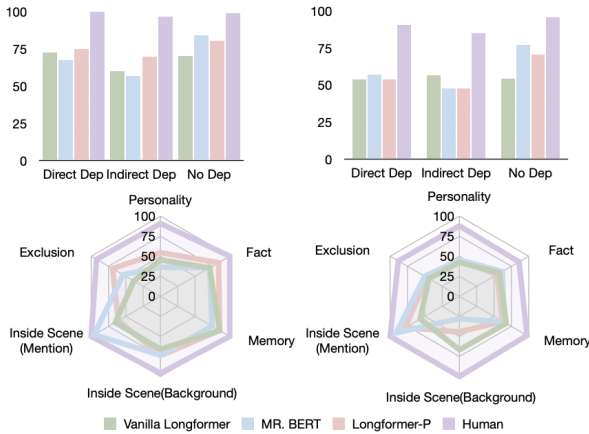 100
75
50
25
0
Direct Dep Indirect Dep No Dep
100
75
50
25
0
Direct Dep Indirect Dep No Dep
Personality
100
75
50
25
0
Exclusion
Fact
Inside Scene
(Mention)
Memory
Inside Scene(Background)
Personality
100
75
50
25
0
Exclusion
Fact
Inside Scene
(Mention)
Memory
Inside Scene(Background)
Vanilla Longformer MR. BERT Longformer-P Human